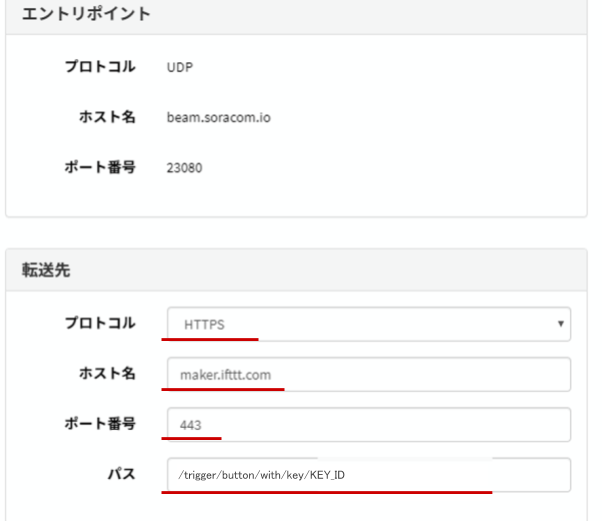 エントリポイント
プロトコル UDP
ホスト名 beam.soracom.io
ポート番号 23080
転送先
プロトコル HTTPS
ホスト名 maker.ifttt.com
ポート番号 443
パス /trigger/button/with/key/KEY_ID